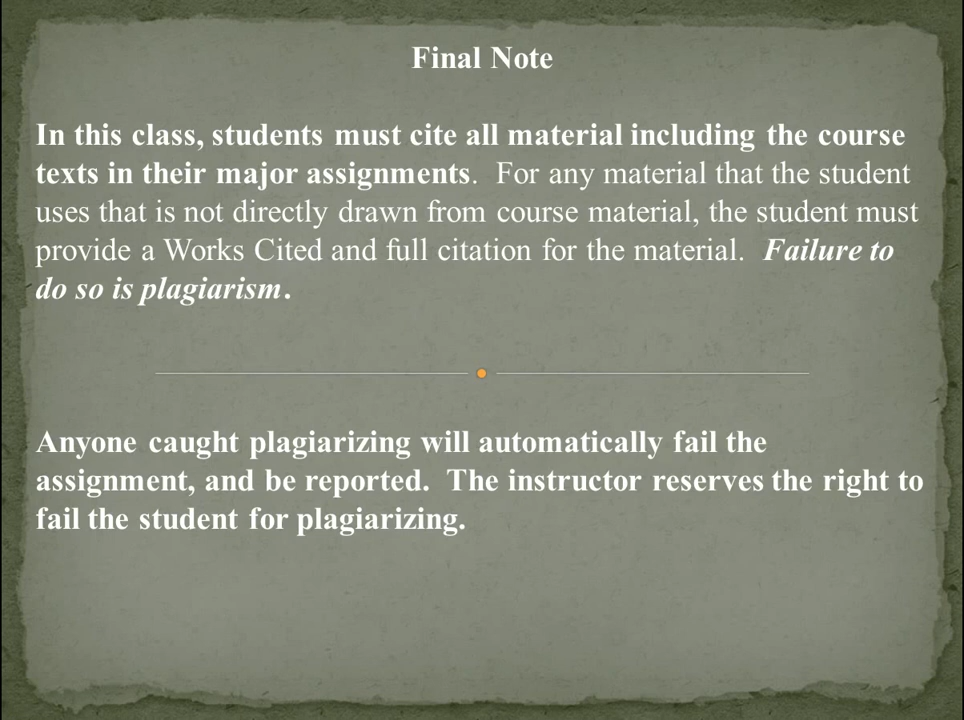 Final Note
In this class, students must cite all material including the course
texts in their major assignments.  For any material that the student
uses that is not directly drawn from course material, the student must
provide a Works Cited and full citation for the material.  Failure to
do so is plagiarism.
Anyone caught plagiarizing will automatically fail the
assignment, and be reported.  The instructor reserves the right to
fail the student for plagiarizing.